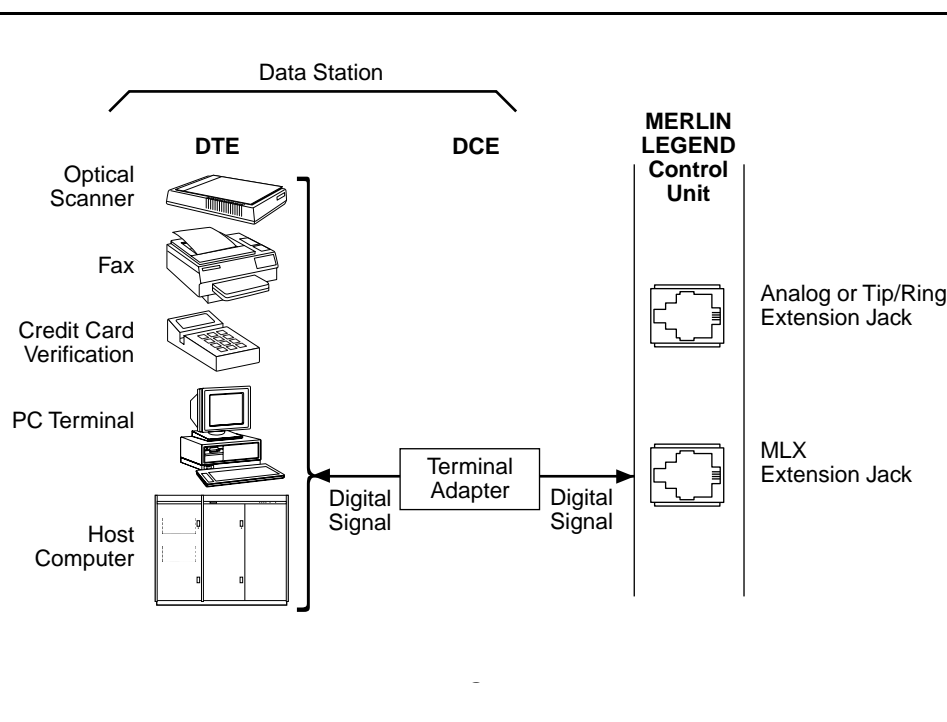 Data Station
DTE
DCE
MERLIN
LEGEND
Control
Unit
Optical
Scanner
Fax
Credit Card
Verification
PC Terminal
Host
Computer
Digital
Signal
Terminal
Adapter
Digital
Signal
Analog or Tip/Ring
Extension Jack
MLX
Extension Jack